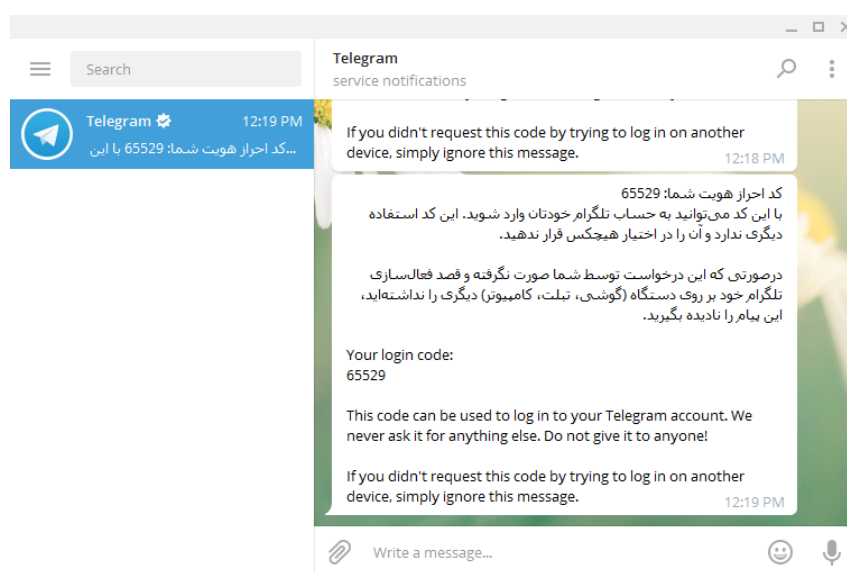 Search
Telegram
service notifications
Telegram
12:19 PM
...کد احراز هویت شما: 65529 با این
If you didn't request this code by trying to log in on another
device, simply ignore this message.
12:18 PM
کد احراز هویت شما: 65529
با این کد می‌توانید به حساب تلگرام خودتان وارد شوید. این کد استفاده
دیگری ندارد و آن را در اختیار هیچکس قرار ندهید.
درصورتی که این درخواست توسط شما صورت نگرفته و قصد فعال‌سازی
تلگرام خود بر روی دستگاه (گوشی، تبلت، کامپیوتر) دیگری را نداشته‌اید،
این پیام را نادیده بگیرید.
Your login code:
65529
This code can be used to log in to your Telegram account. We
never ask it for anything else. Do not give it to anyone!
If you didn't request this code by trying to log in on another
device, simply ignore this message.
12:19 PM
Write a message...